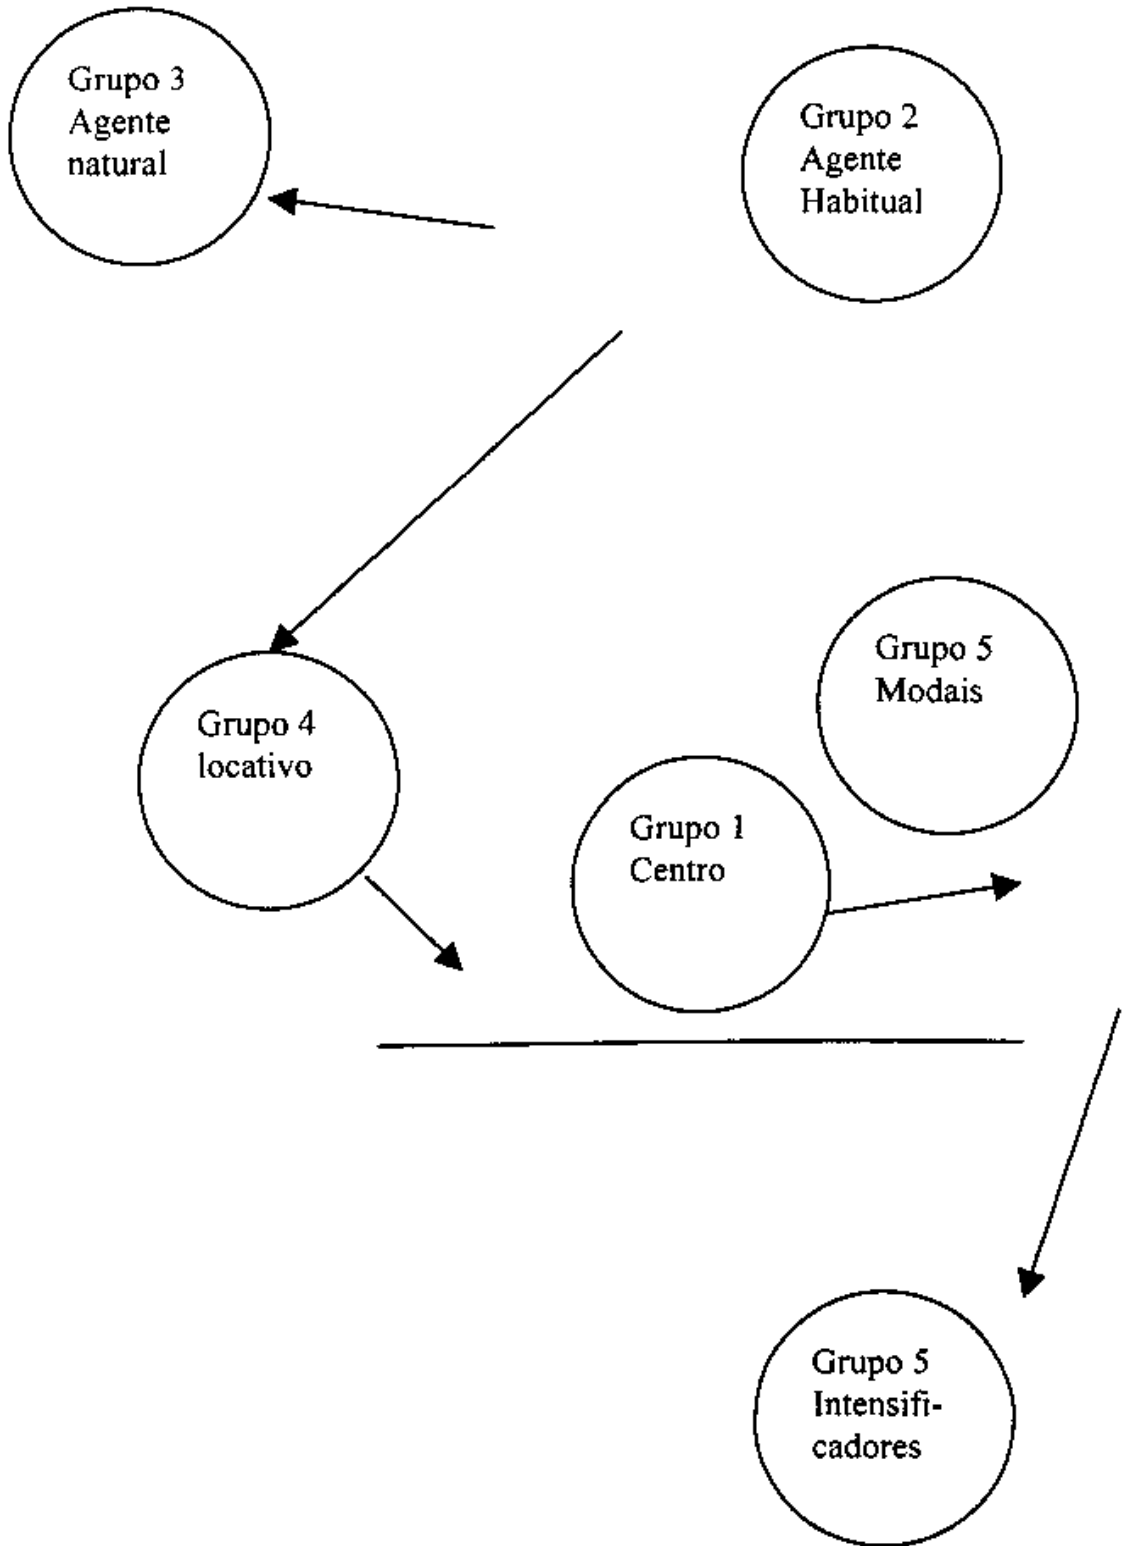 Grupo 3
Agente
natural
Grupo 2
Agente
Habitual
Grupo 5
Modais
Grupo 4
locativo
Grupo 1
Centro
Grupo 5
Intensifi-
cadores